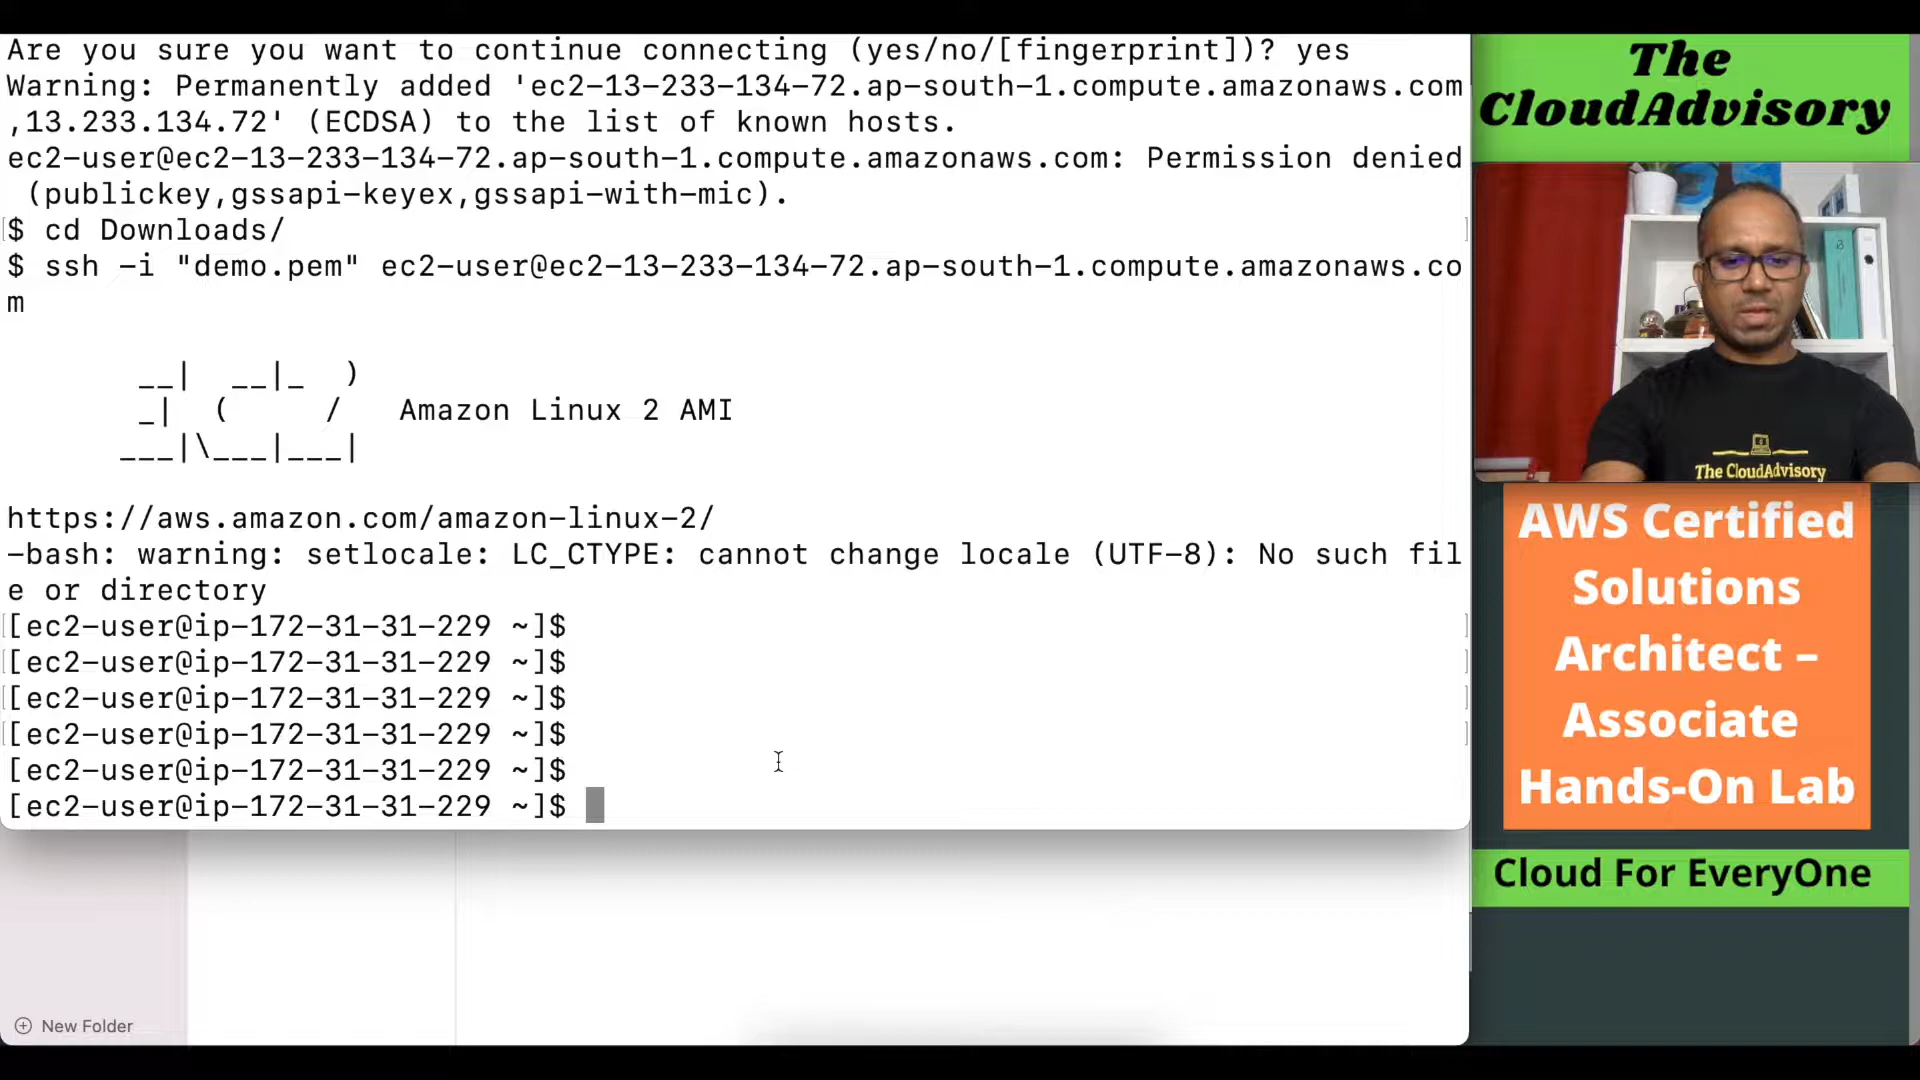 Are you sure you want to continue connecting (yes/no/[fingerprint])? yes
Warning: Permanently added 'ec2-13-233-134-72.ap-south-1.compute.amazonaws.com
,13.233.134.72' (ECDSA) to the list of known hosts.
ec2-user@ec2-13-233-134-72.ap-south-1.compute.amazonaws.com: Permission denied
(publickey,gssapi-keyex,gssapi-with-mic).
$ cd Downloads/
$ ssh -i "demo.pem" ec2-user@ec2-13-233-134-72.ap-south-1.compute.amazonaws.co
m
__|  __|_  )
_|  (     /   Amazon Linux 2 AMI
___|\___|___|
https://aws.amazon.com/amazon-linux-2/
-bash: warning: setlocale: LC_CTYPE: cannot change locale (UTF-8): No such fil
e or directory
[ec2-user@ip-172-31-31-229 ~]$
[ec2-user@ip-172-31-31-229 ~]$
[ec2-user@ip-172-31-31-229 ~]$
[ec2-user@ip-172-31-31-229 ~]$
[ec2-user@ip-172-31-31-229 ~]$
[ec2-user@ip-172-31-31-229 ~]$
New Folder
The
CloudAdvisory
The CloudAdvisory
AWS Certified
Solutions
Architect –
Associate
Hands-On Lab
Cloud For EveryOne